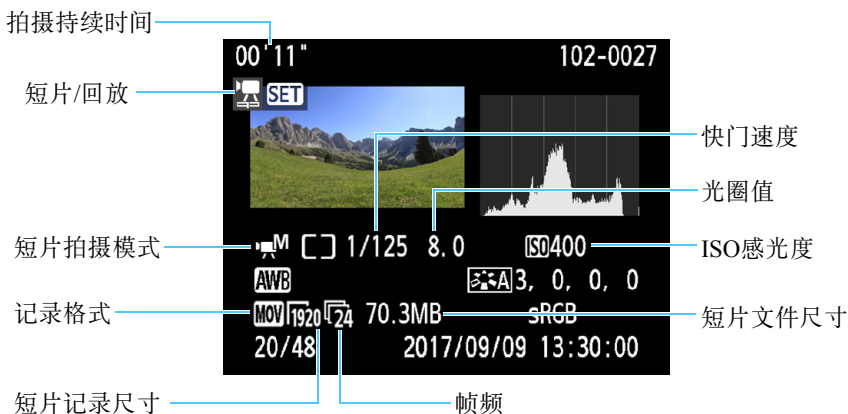 拍摄持续时间
00'11" 102-0027
短片/回放
SET
快门速度
光圈值
短片拍摄模式
M 1/125 8.0 ISO400
ISO感光度
AWB A 3, 0, 0, 0
记录格式
MOV 1920 24 70.3MB sRGB
短片文件尺寸
20/48 2017/09/09 13:30:00
短片记录尺寸
帧频